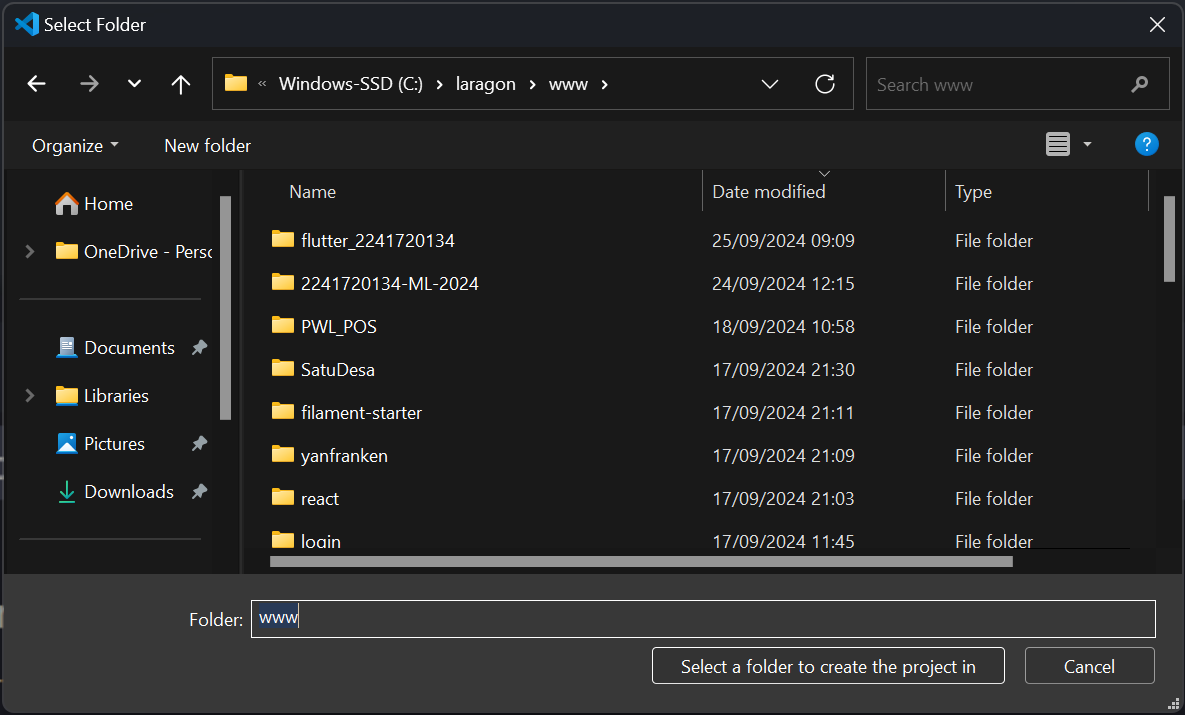 Select Folder
« Windows-SSD (C:) › laragon › www ›
Search www
Organize
New folder
?
Name
Date modified
Type
Home
OneDrive - Perso
Documents
Libraries
Pictures
Downloads
flutter_2241720134 25/09/2024 09:09 File folder
2241720134-ML-2024 24/09/2024 12:15 File folder
PWL_POS 18/09/2024 10:58 File folder
SatuDesa 17/09/2024 21:30 File folder
filament-starter 17/09/2024 21:11 File folder
yanfranken 17/09/2024 21:09 File folder
react 17/09/2024 21:03 File folder
login 17/09/2024 11:45 File folder
Folder: www
Select a folder to create the project in
Cancel